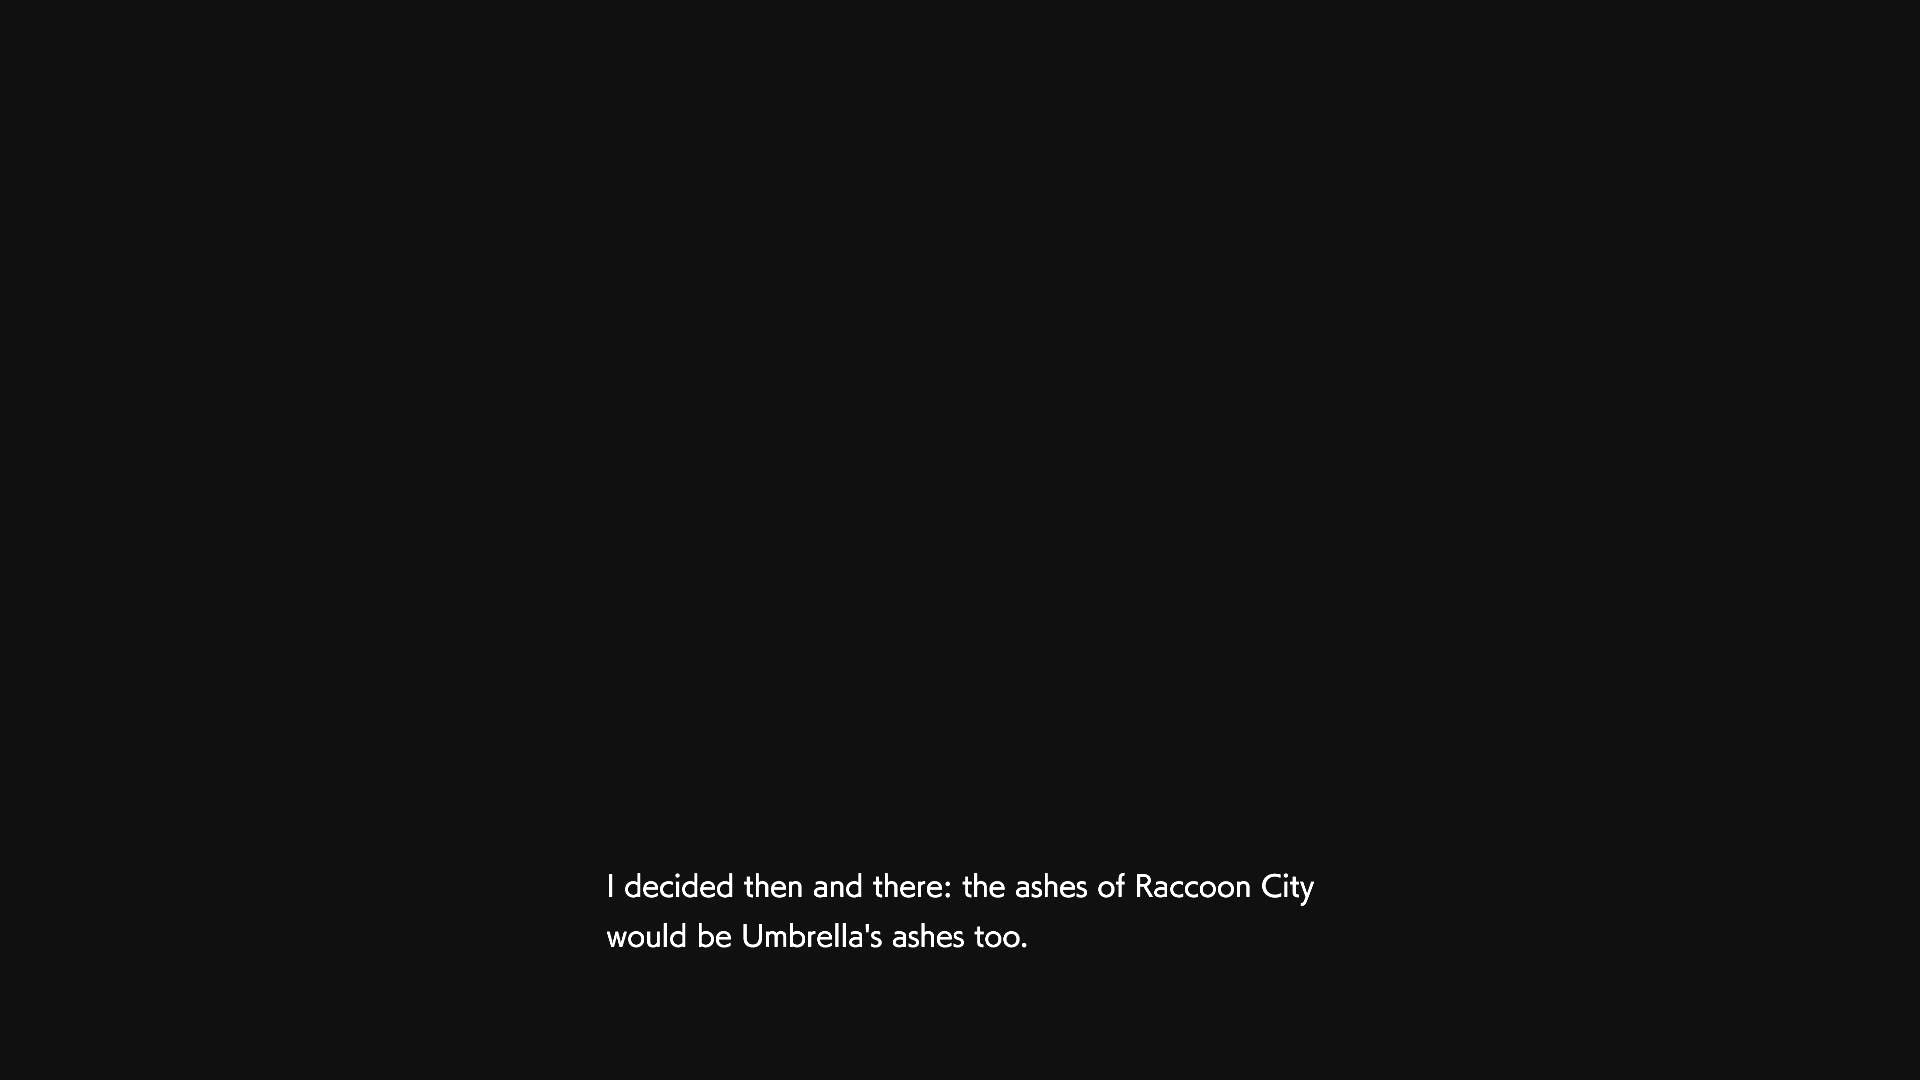 I decided then and there: the ashes of Raccoon City
would be Umbrella's ashes too.